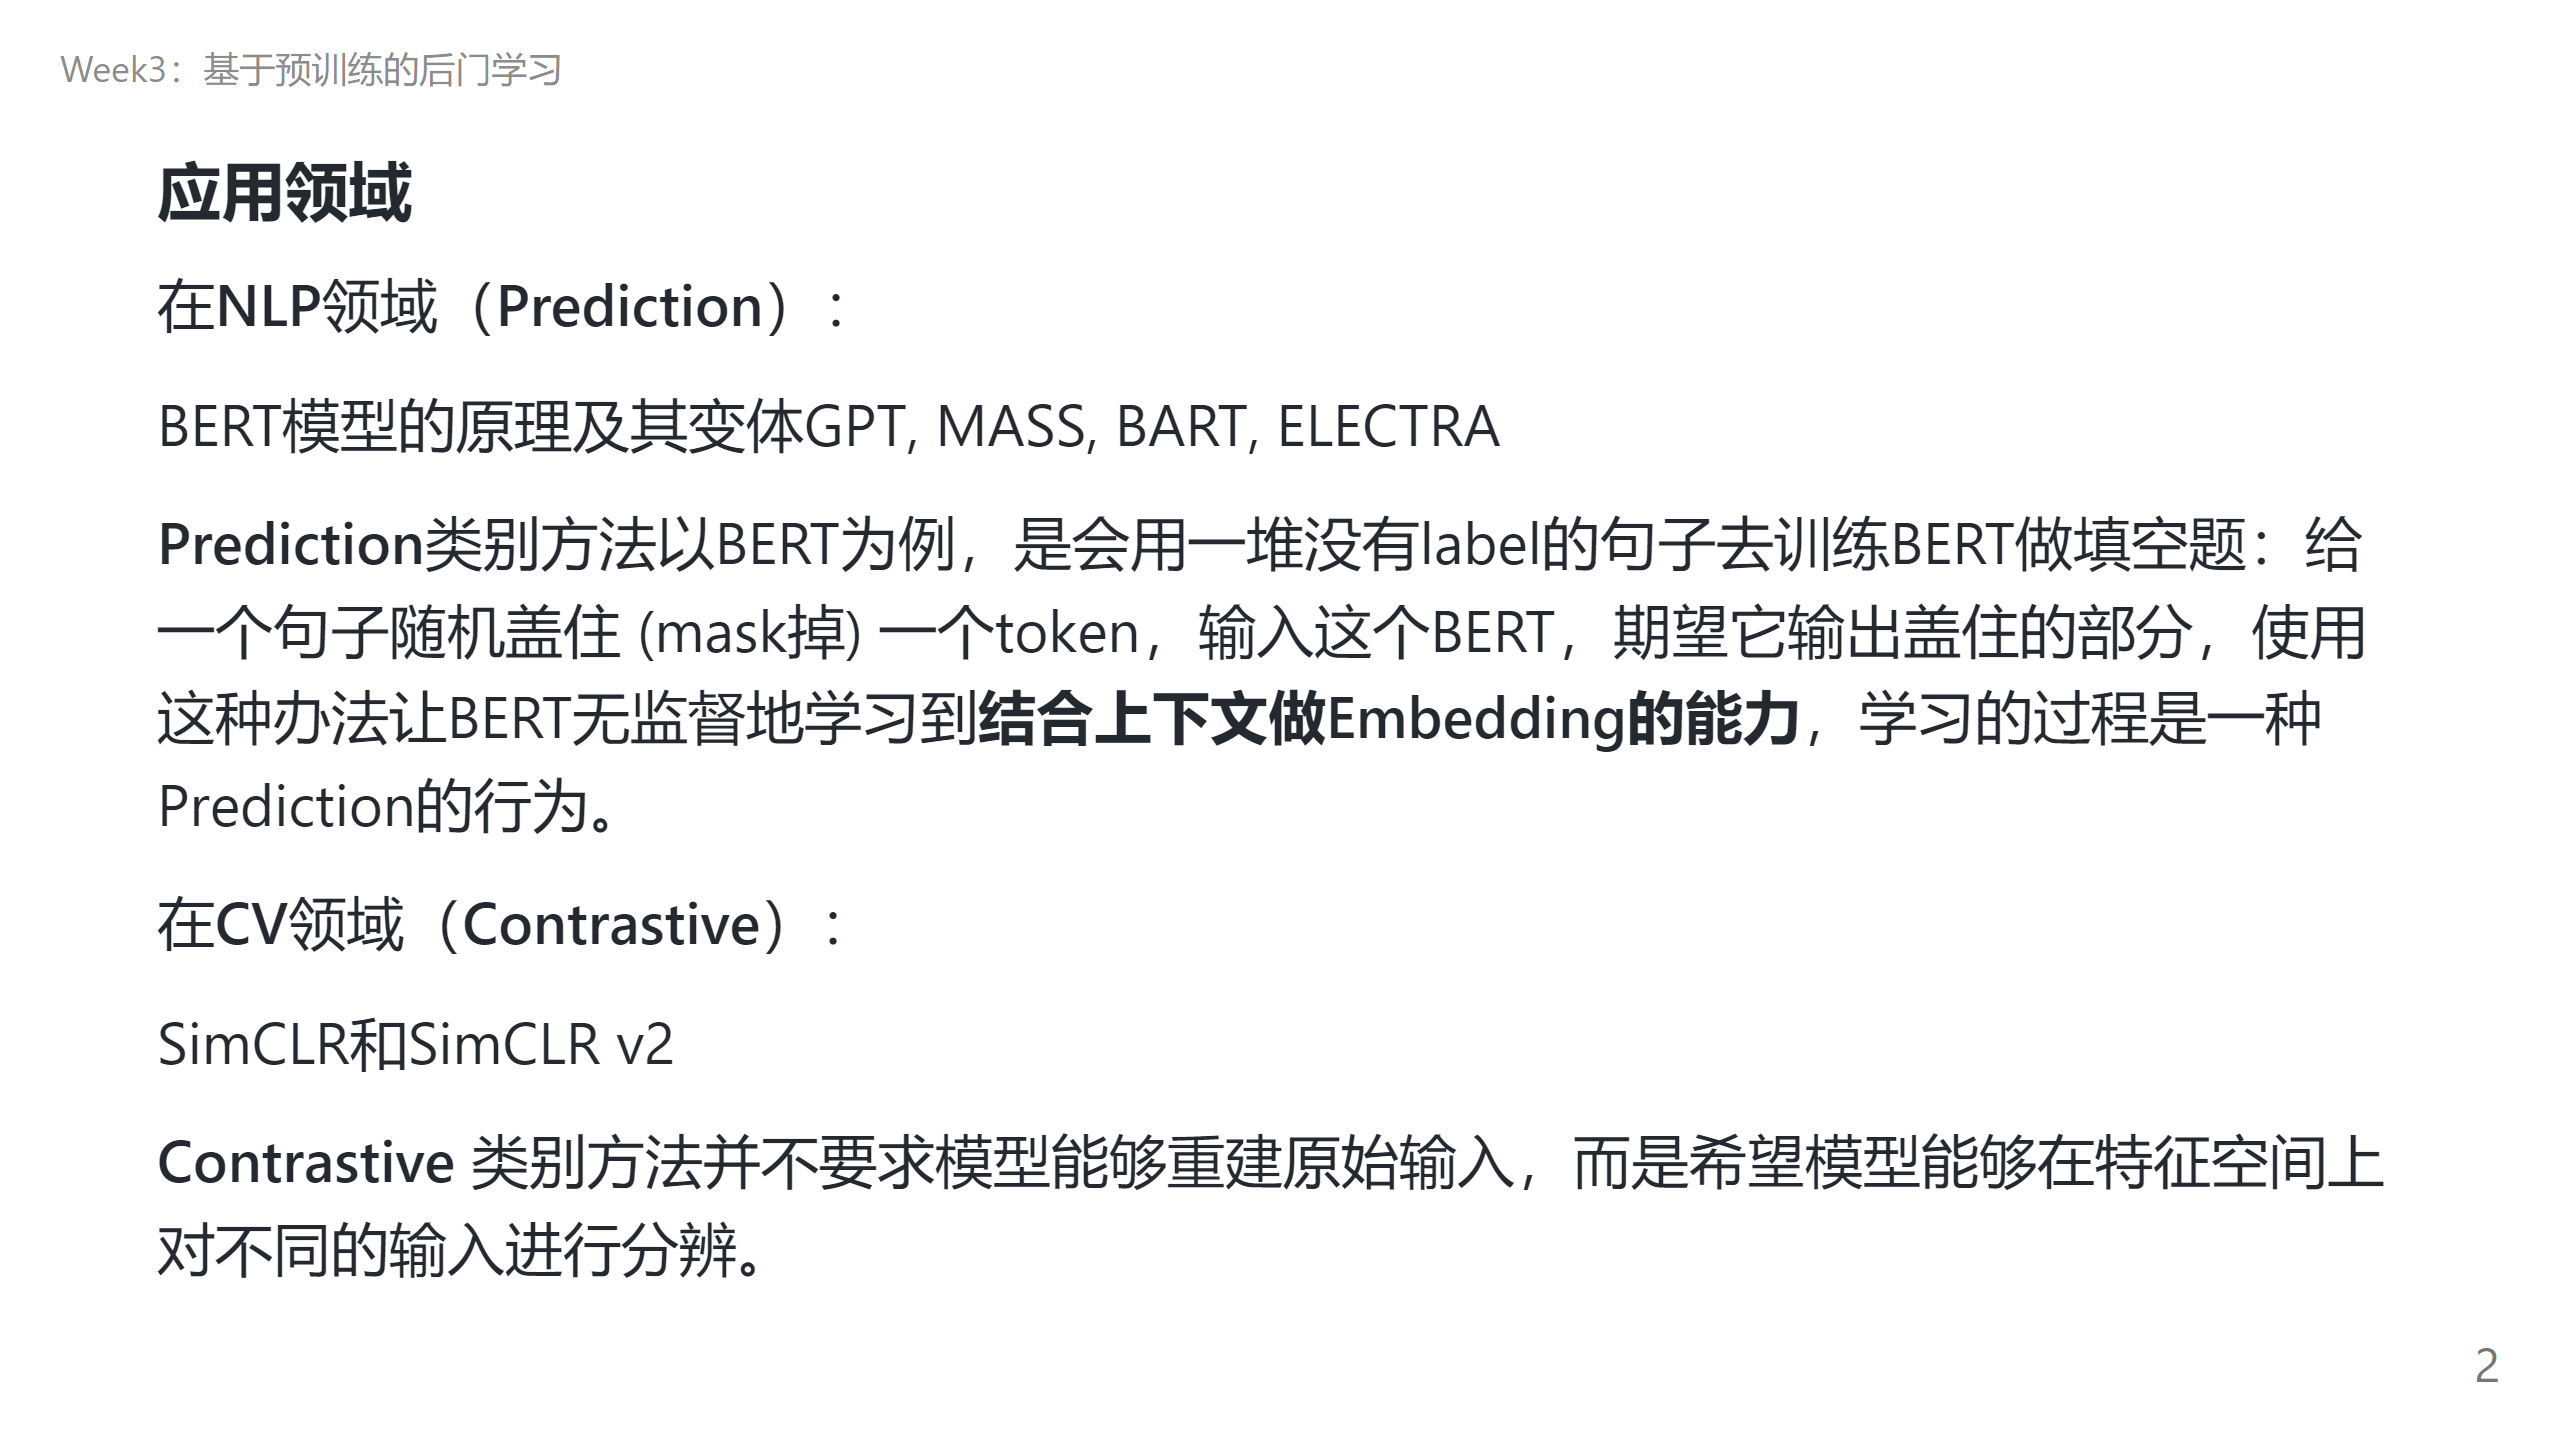 Week3：基于预训练的后门学习
应用领域
在NLP领域（Prediction）：
BERT模型的原理及其变体GPT, MASS, BART, ELECTRA
Prediction类别方法以BERT为例，是会用一堆没有label的句子去训练BERT做填空题：给
一个句子随机盖住 (mask掉) 一个token，输入这个BERT，期望它输出盖住的部分，使用
这种办法让BERT无监督地学习到结合上下文做Embedding的能力，学习的过程是一种
Prediction的行为。
在CV领域（Contrastive）：
SimCLR和SimCLR v2
Contrastive 类别方法并不要求模型能够重建原始输入，而是希望模型能够在特征空间上
对不同的输入进行分辨。
2